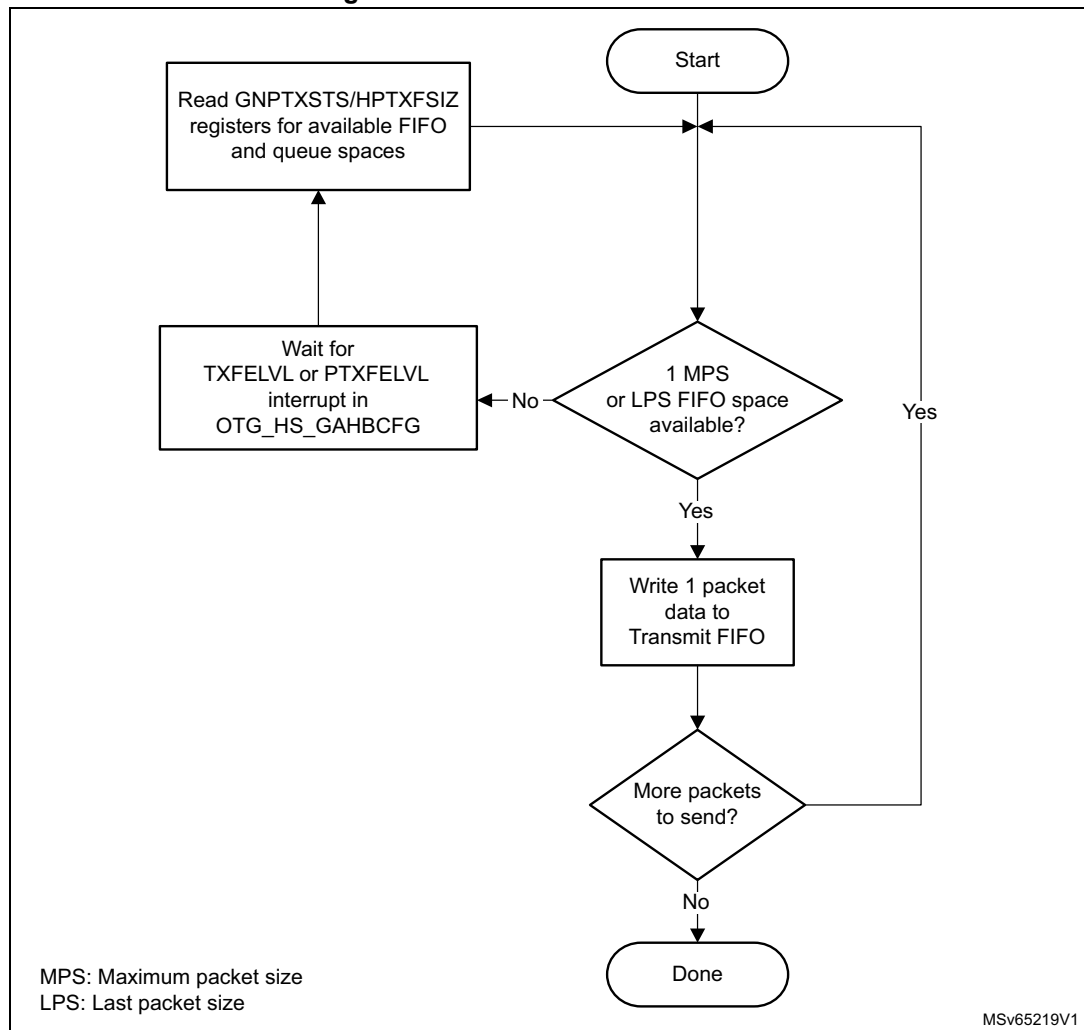 Start
Read GNPTXSTS/HPTXFSIZ
registers for available FIFO
and queue spaces
Wait for
TXFELVL or PTXFELVL
interrupt in
OTG_HS_GAHBCFG
No
1 MPS
or LPS FIFO space
available?
Yes
Yes
Write 1 packet
data to
Transmit FIFO
More packets
to send?
No
Done
MPS: Maximum packet size
LPS: Last packet size
MSv65219V1